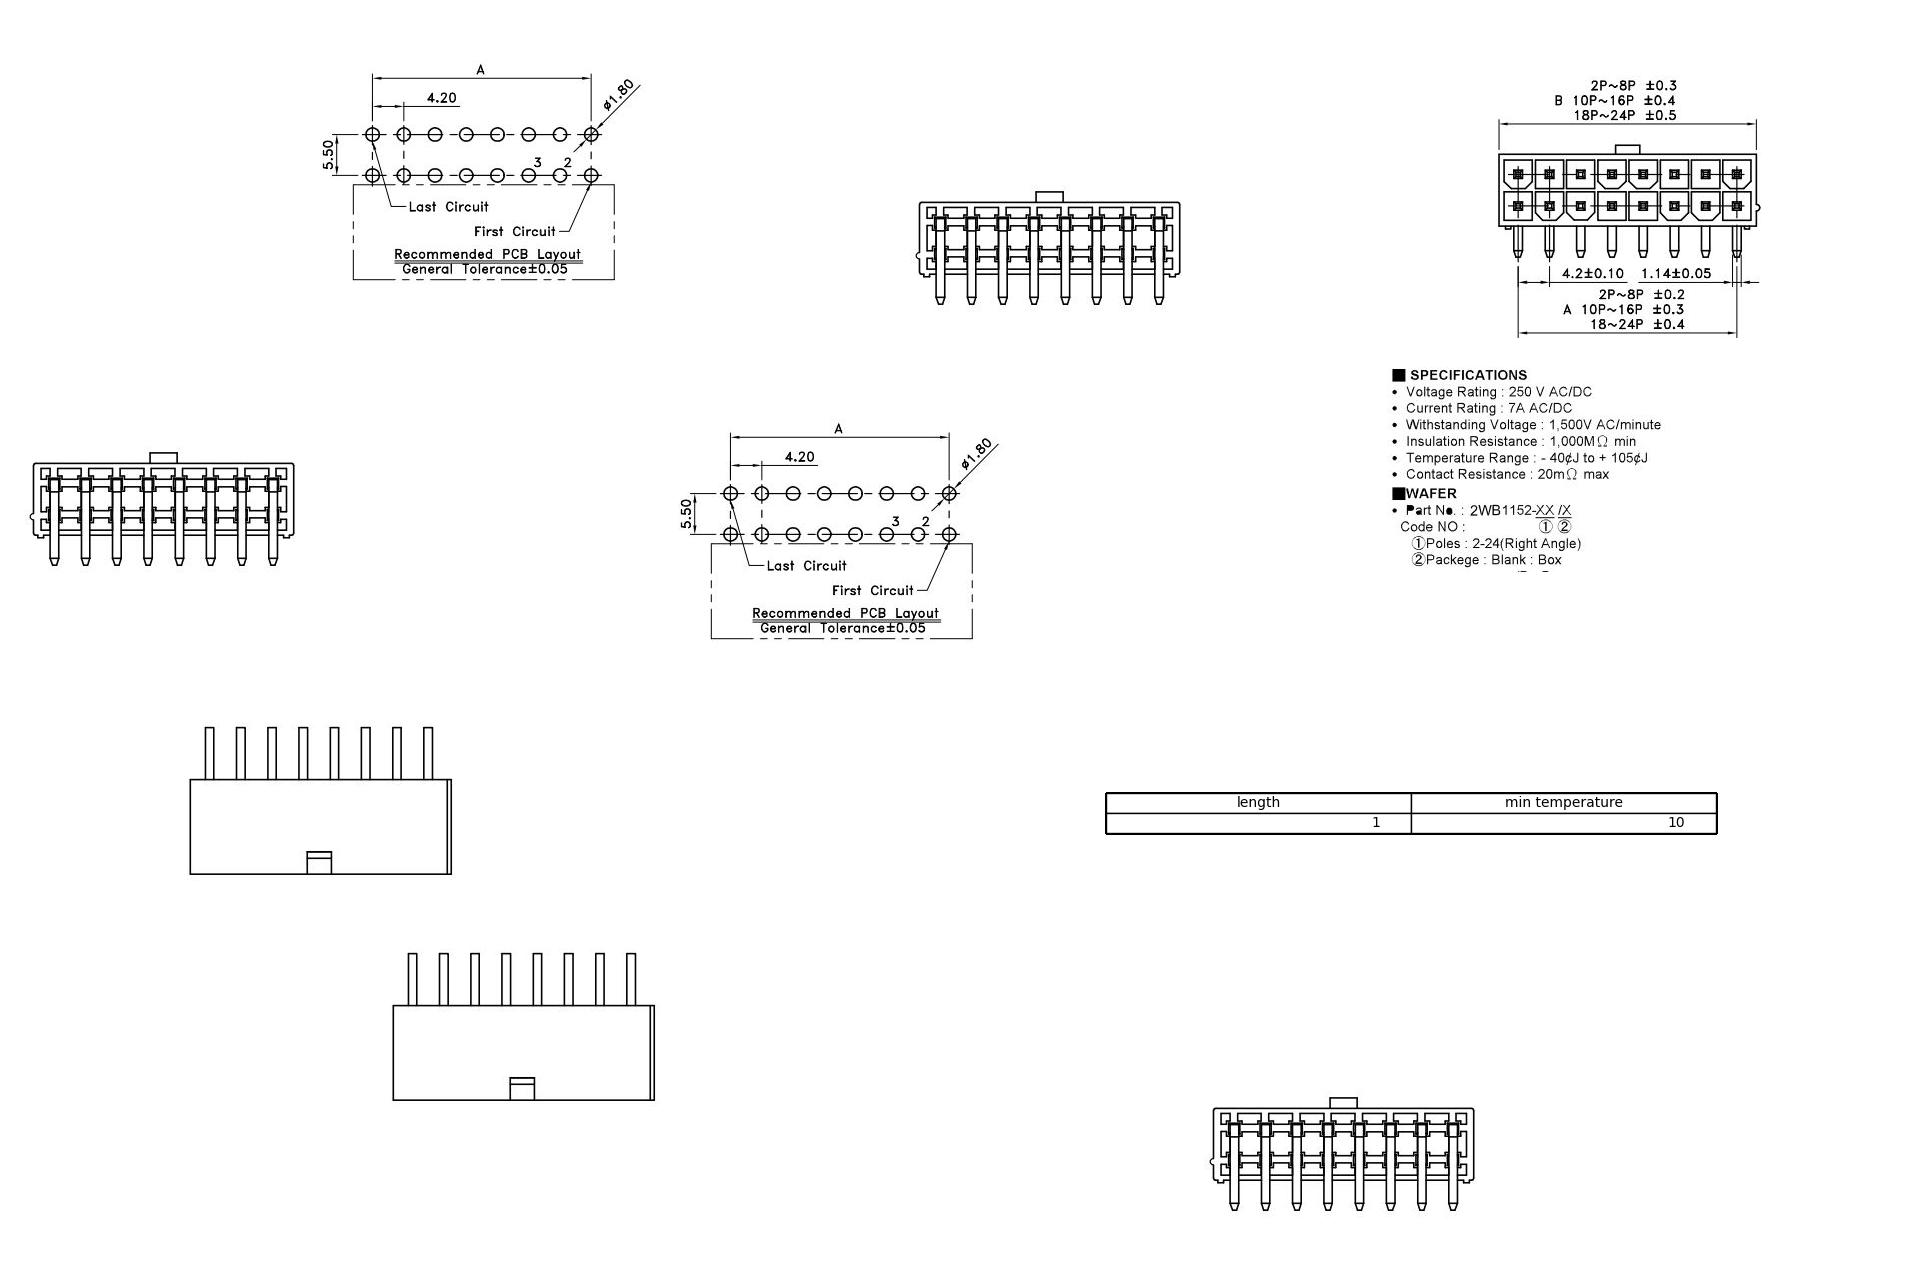 A
4.20
ø1.80
5.50
3
2
Last Circuit
First Circuit
Recommended PCB Layout
General Tolerance±0.05
2P~8P ±0.3
B 10P~16P ±0.4
18P~24P ±0.5
4.2±0.10 1.14±0.05
2P~8P ±0.2
A 10P~16P ±0.3
18~24P ±0.4
■ SPECIFICATIONS
• Voltage Rating : 250 V AC/DC
• Current Rating : 7A AC/DC
• Withstanding Voltage : 1,500V AC/minute
• Insulation Resistance : 1,000MΩ min
• Temperature Range : - 40¢J to + 105¢J
• Contact Resistance : 20mΩ max
■WAFER
• Part No. : 2WB1152-XX /X
Code NO : ① ②
①Poles : 2-24(Right Angle)
②Packege : Blank : Box
A
4.20
ø1.80
5.50
3
2
Last Circuit
First Circuit
Recommended PCB Layout
General Tolerance±0.05
length min temperature
1 10